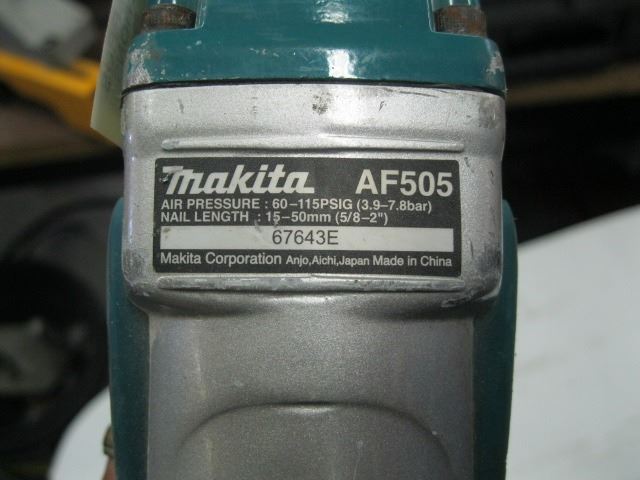 makita AF505
AIR PRESSURE : 60-115PSIG (3.9-7.8bar)
NAIL LENGTH : 15-50mm (5/8-2")
67643E
Makita Corporation Anjo,Aichi,Japan Made in China